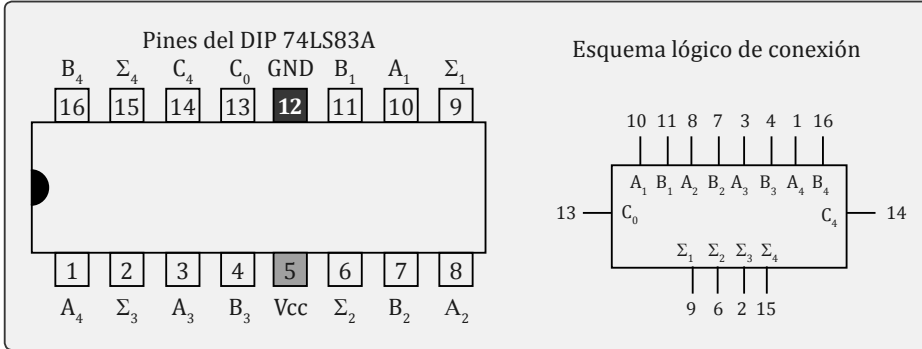 Pines del DIP 74LS83A
B₄ Σ₄ C₄ C₀ GND B₁ A₁ Σ₁
16 15 14 13 12 11 10 9
1 2 3 4 5 6 7 8
A₄ Σ₃ A₃ B₃ Vcc Σ₂ B₂ A₂
Esquema lógico de conexión
10 11 8 7 3 4 1 16
A₁ B₁ A₂ B₂ A₃ B₃ A₄ B₄
13 C₀ C₄ 14
Σ₁ Σ₂ Σ₃ Σ₄
9 6 2 15